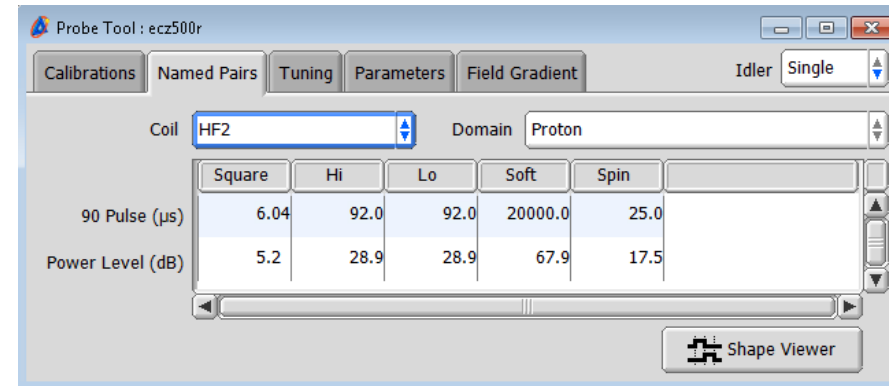 Probe Tool : ecz500r
Calibrations Named Pairs Tuning Parameters Field Gradient Idler Single
Coil HF2 Domain Proton
Square Hi Lo Soft Spin
90 Pulse (µs) 6.04 92.0 92.0 20000.0 25.0
Power Level (dB) 5.2 28.9 28.9 67.9 17.5
Shape Viewer